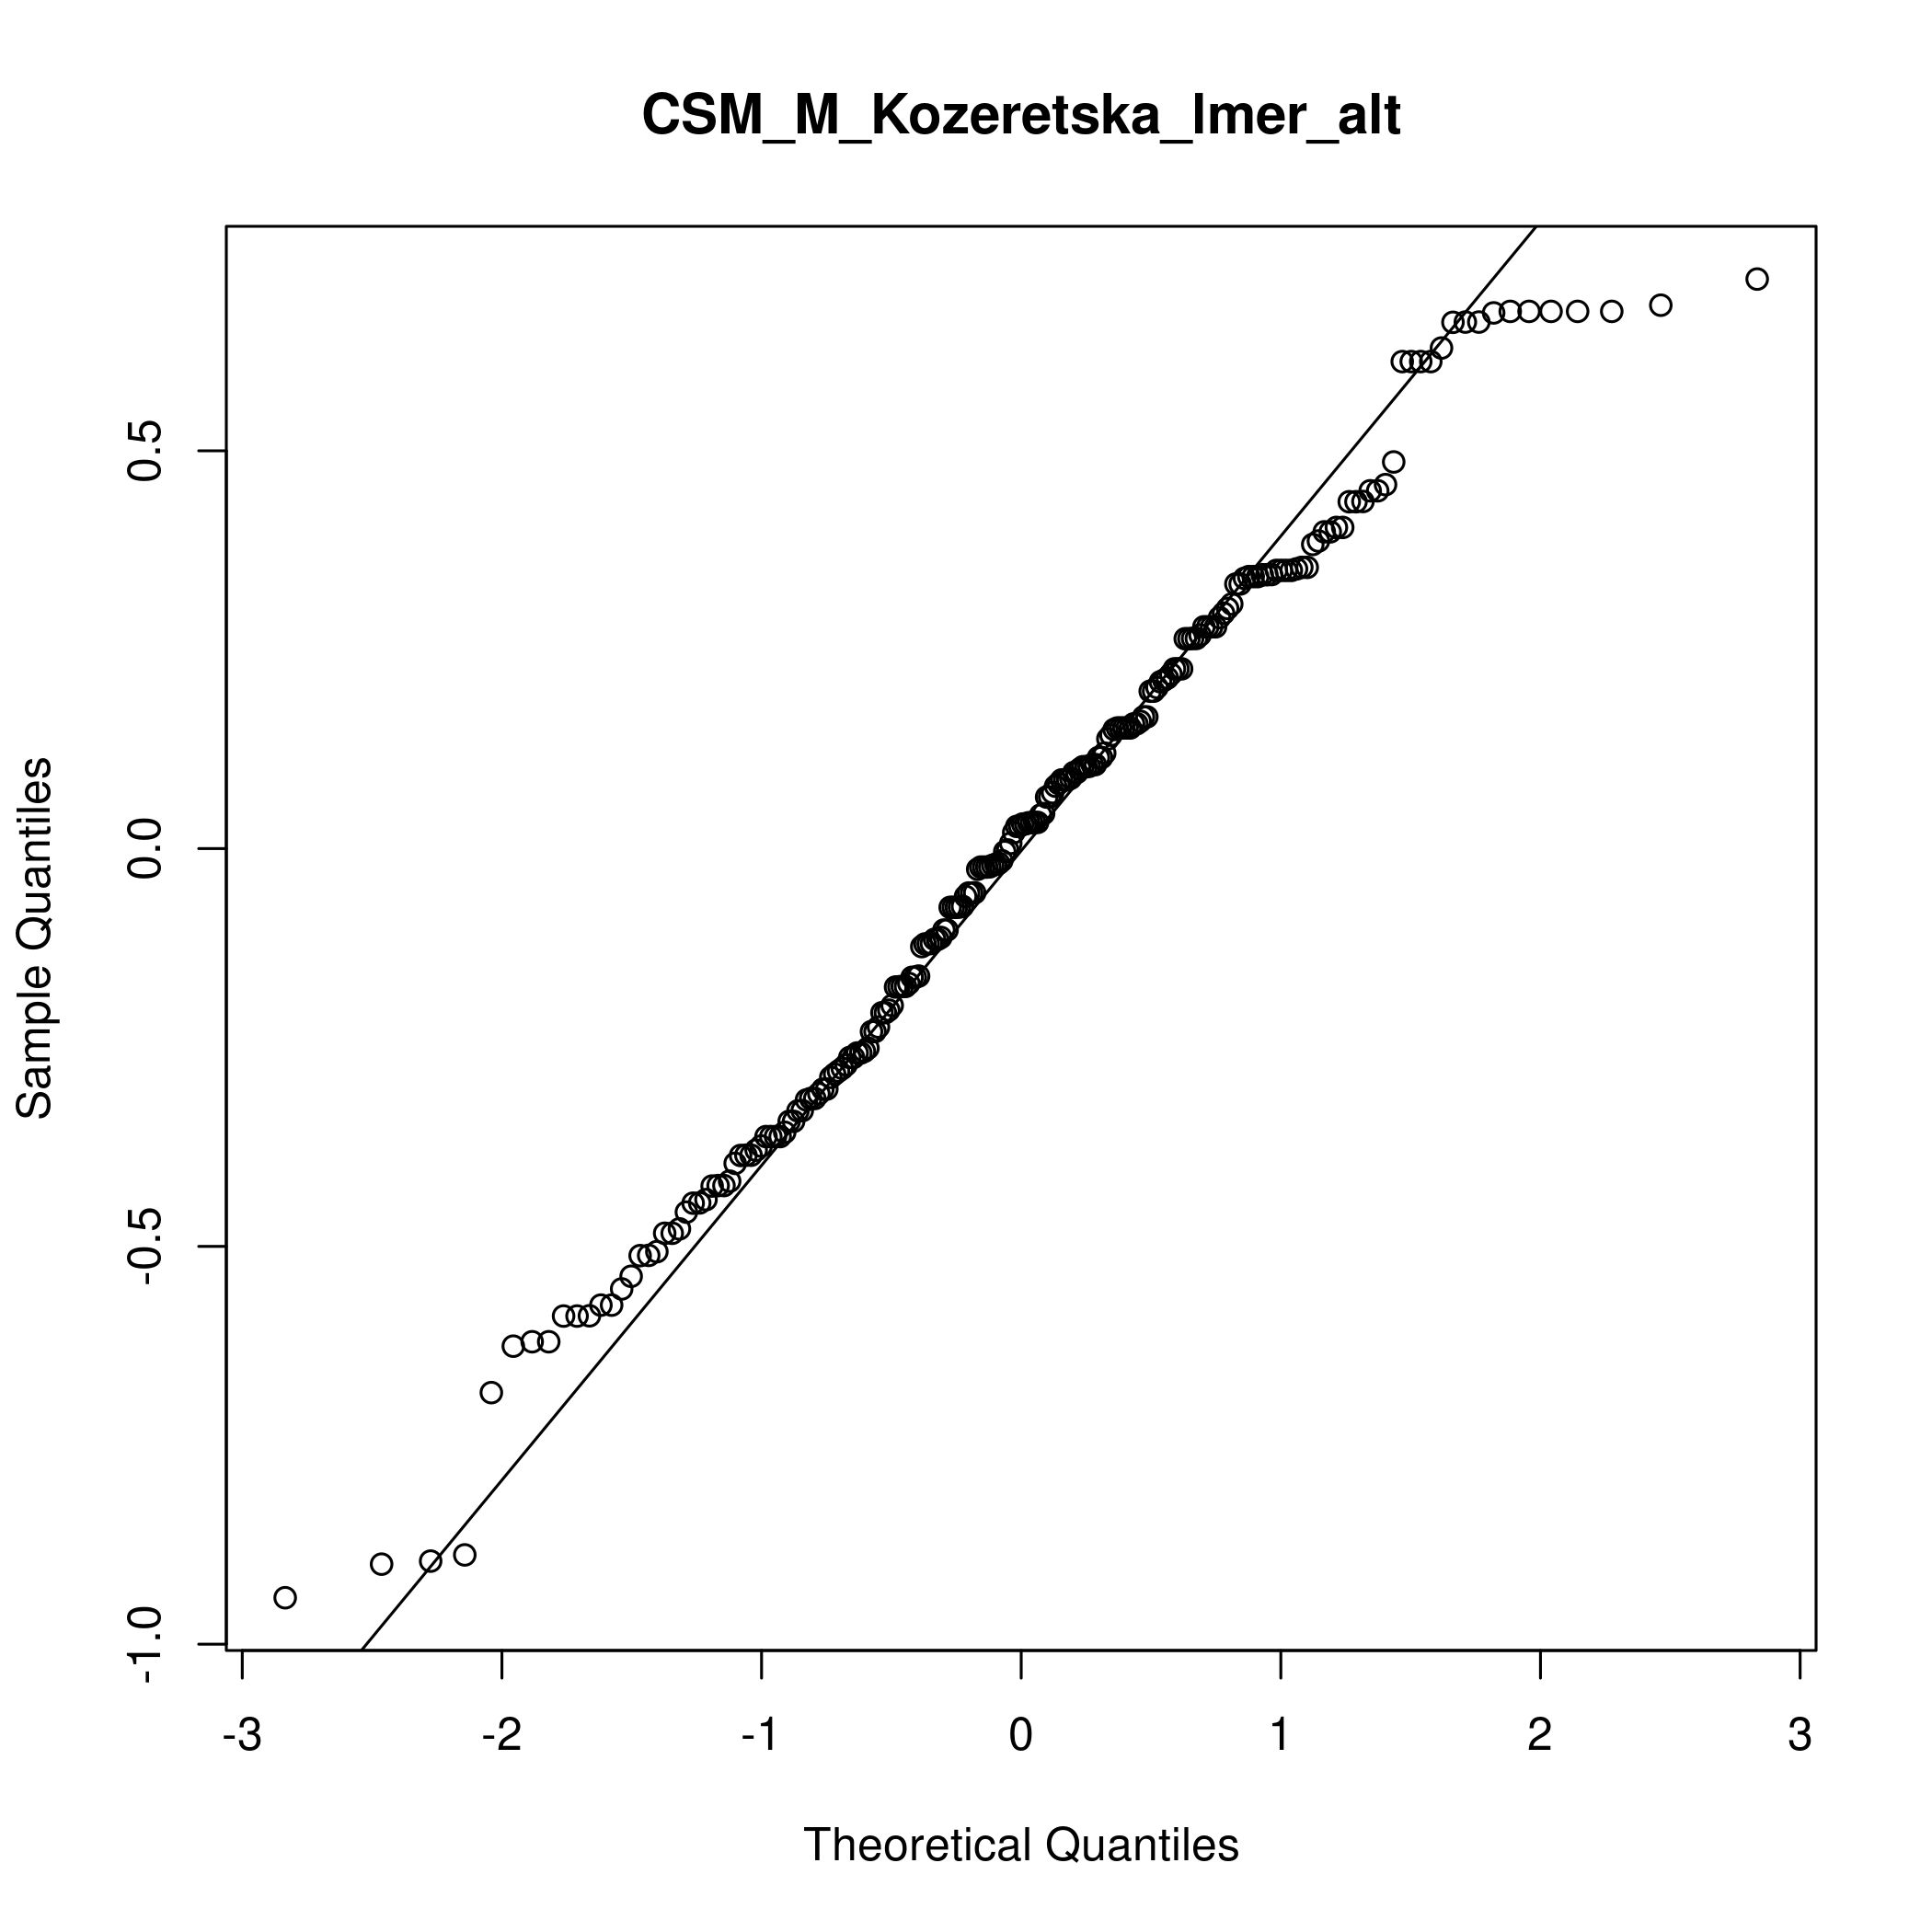 CSM_M_Kozeretska_lmer_alt
Sample Quantiles
0.5
0.0
-0.5
-1.0
-3 -2 -1 0 1 2 3
Theoretical Quantiles